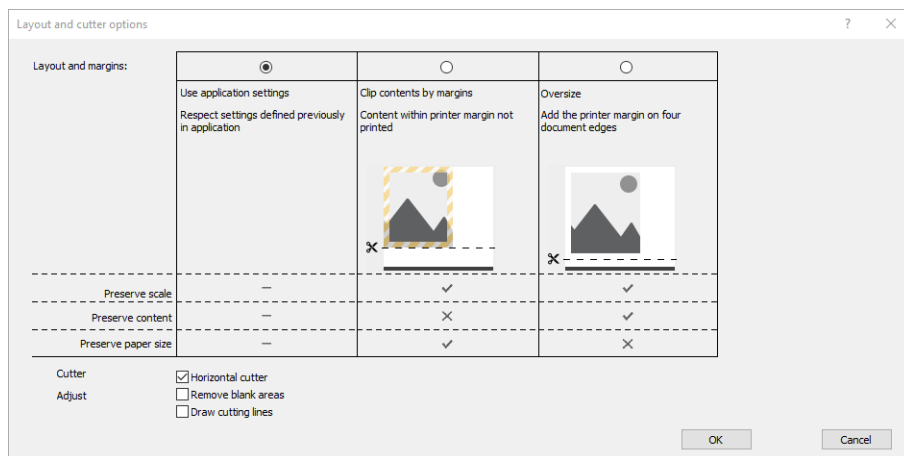 Layout and cutter options
?
Layout and margins:
Use application settings
Respect settings defined previously
in application
Clip contents by margins
Content within printer margin not
printed
Oversize
Add the printer margin on four
document edges
Preserve scale
Preserve content
Preserve paper size
Cutter
Horizontal cutter
Adjust
Remove blank areas
Draw cutting lines
OK
Cancel